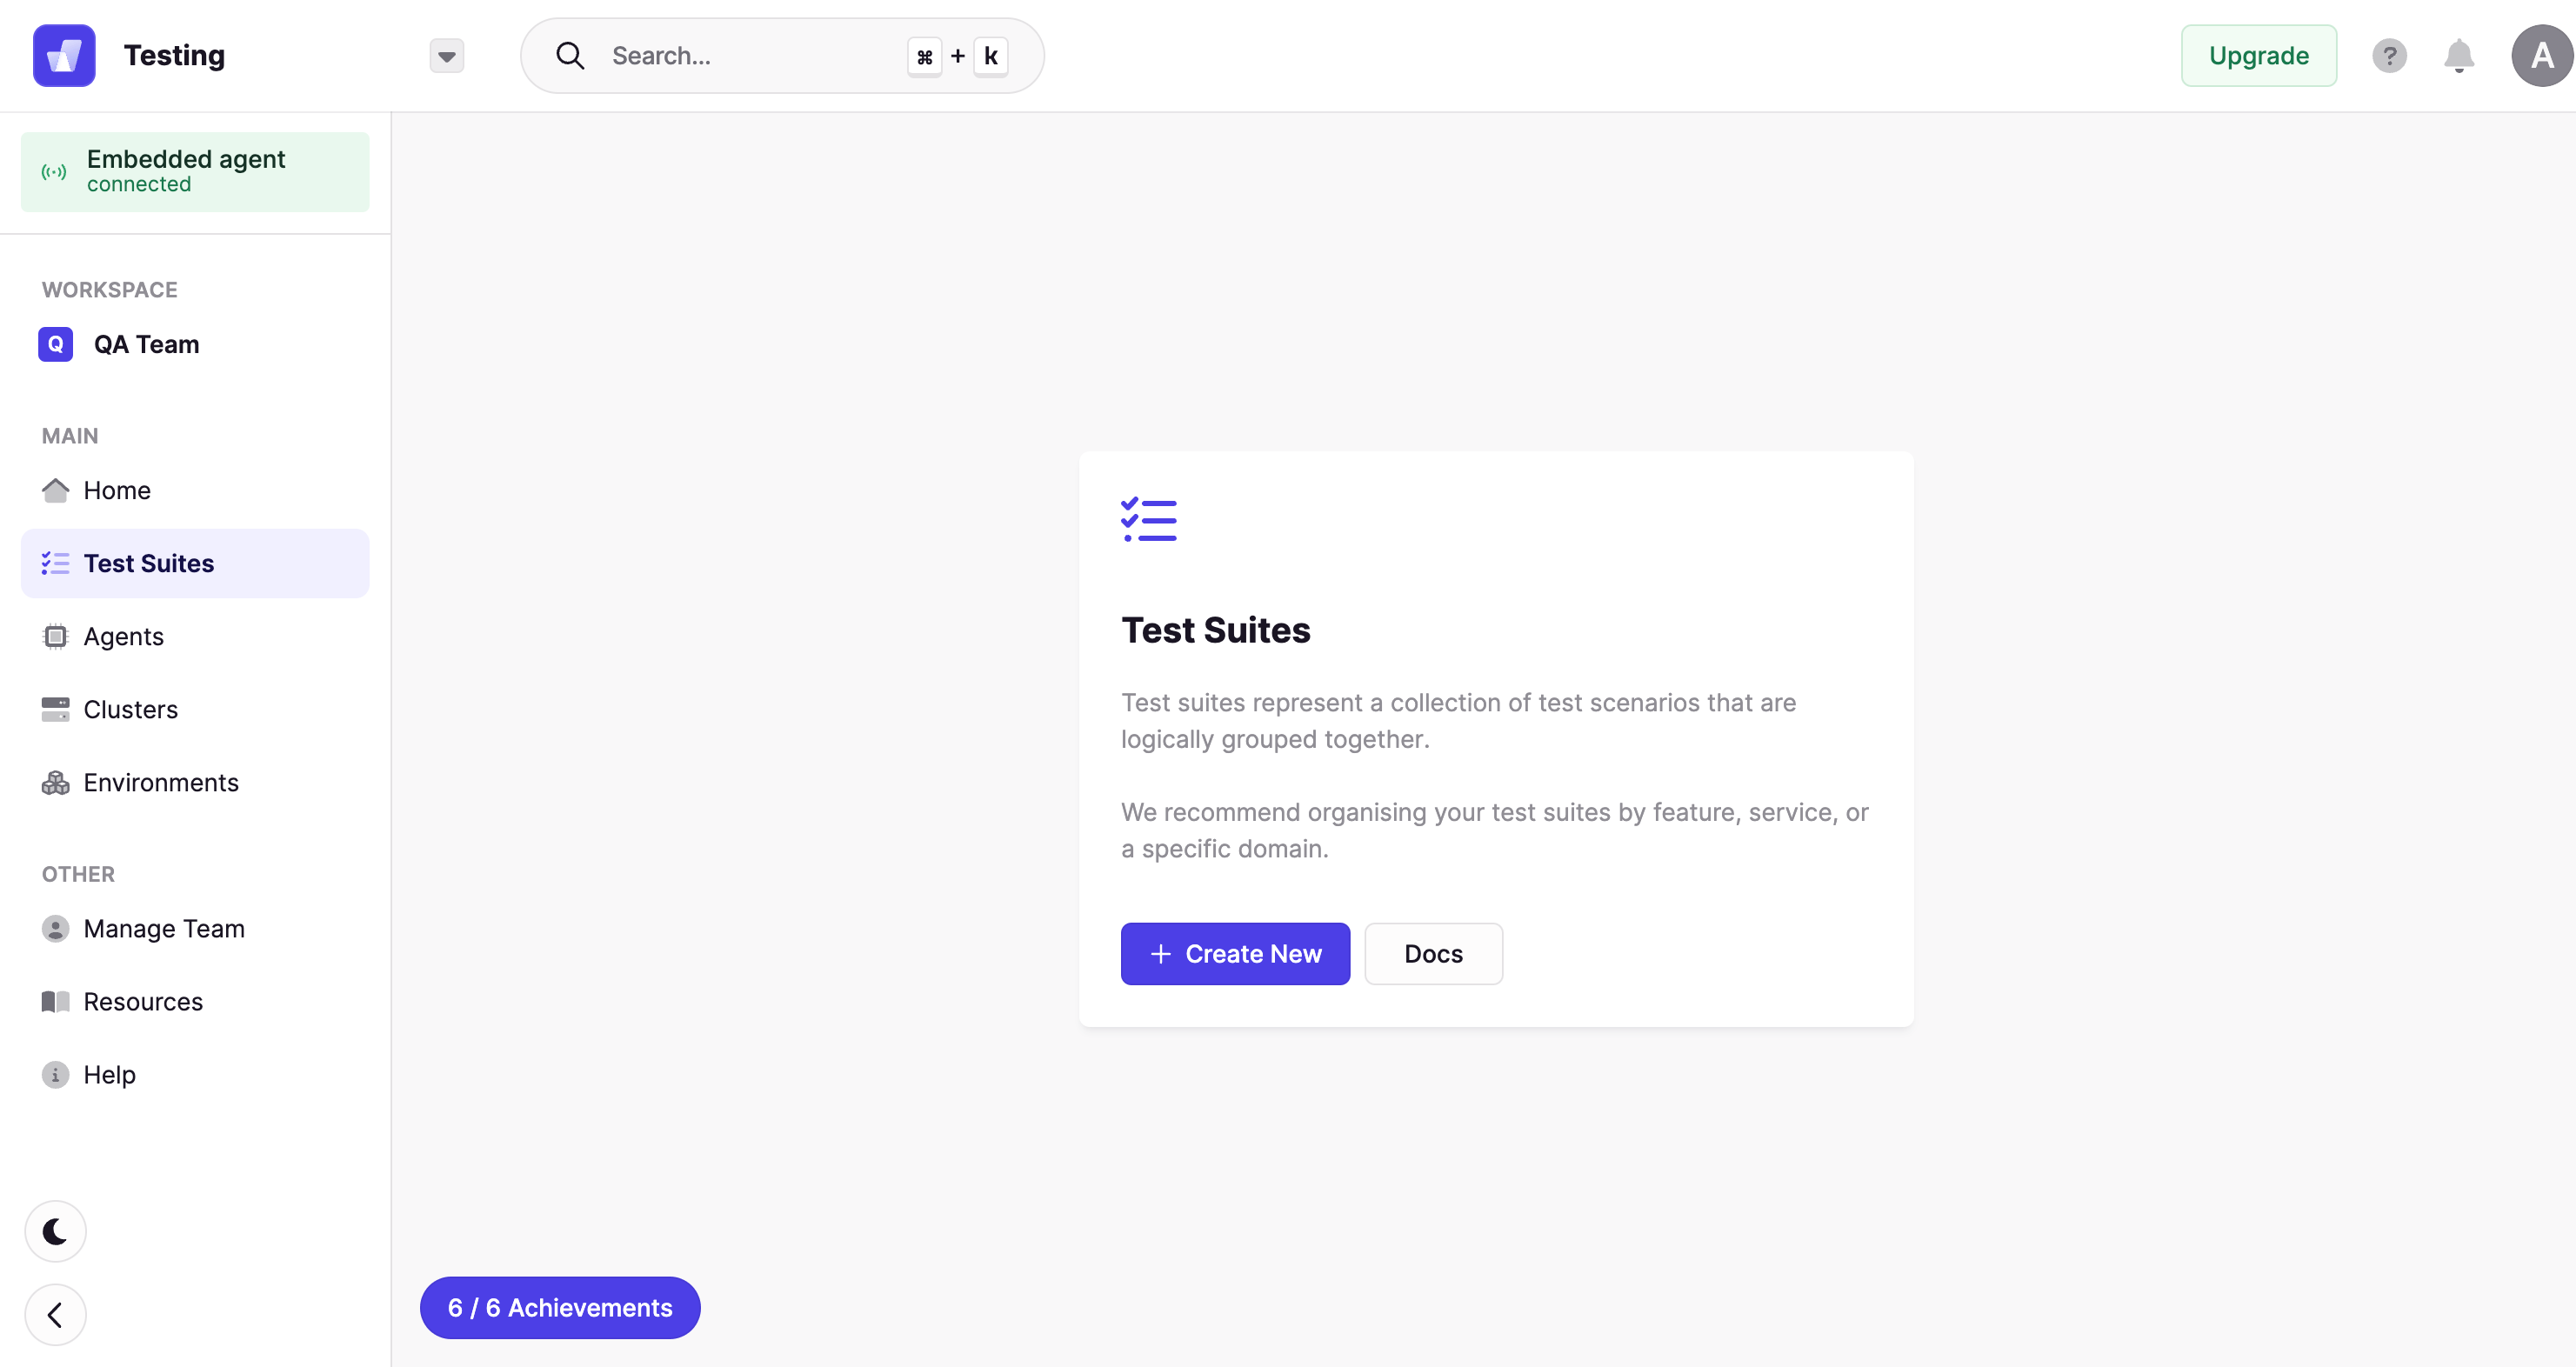 Testing
Search...
⌘ + k
Upgrade
?
A
Embedded agent
connected
WORKSPACE
Q QA Team
MAIN
Home
Test Suites
Agents
Clusters
Environments
OTHER
Manage Team
Resources
i Help
Test Suites
Test suites represent a collection of test scenarios that are
logically grouped together.
We recommend organising your test suites by feature, service, or
a specific domain.
+ Create New
Docs
6 / 6 Achievements